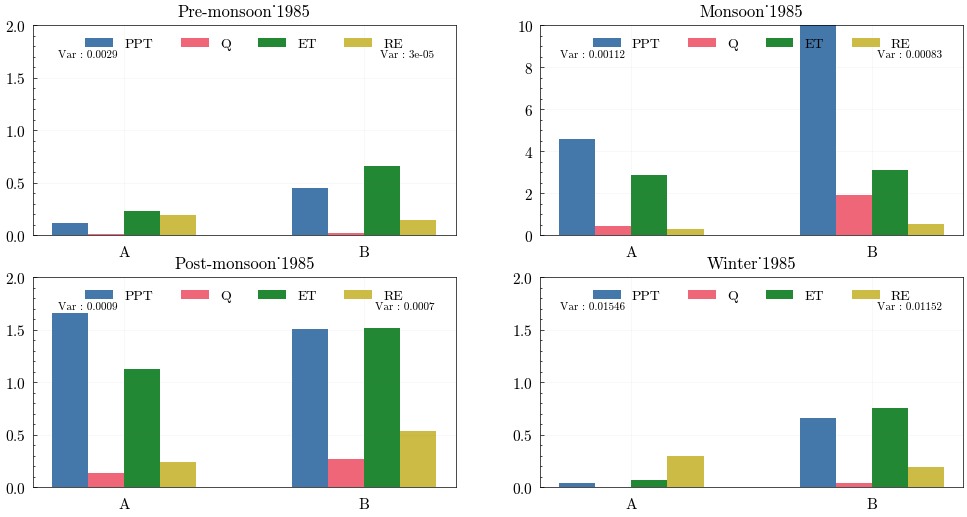 Pre-monsoon˙1985
2.0
1.5
1.0
0.5
0.0
PPT Q ET RE
Var : 0.0029 Var : 3e-05
A B
Monsoon˙1985
10
8
6
4
2
0
PPT Q ET RE
Var : 0.00112 Var : 0.00083
A B
Post-monsoon˙1985
2.0
1.5
1.0
0.5
0.0
PPT Q ET RE
Var : 0.0009 Var : 0.0007
A B
Winter˙1985
2.0
1.5
1.0
0.5
0.0
PPT Q ET RE
Var : 0.01546 Var : 0.01152
A B